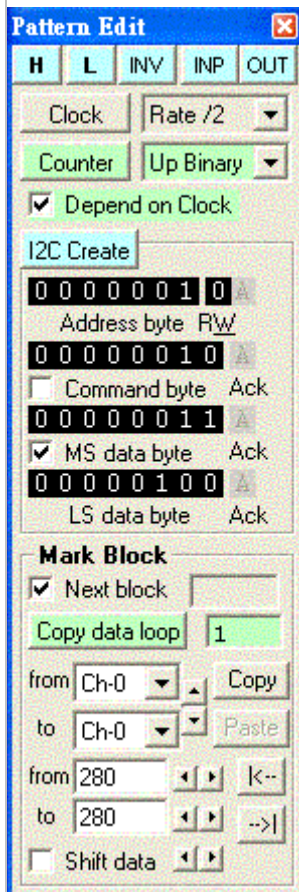 Pattern Edit
H L INV INP OUT
Clock Rate /2
Counter Up Binary
Depend on Clock
I2C Create
0 0 0 0 0 0 1 0 A
Address byte RW
0 0 0 0 0 0 1 0 A
Command byte Ack
0 0 0 0 0 0 1 1 A
MS data byte Ack
0 0 0 0 0 1 0 0 A
LS data byte Ack
Mark Block
Next block
Copy data loop 1
from Ch-0 Copy
to Ch-0 Paste
from 280 |<--
to 280 -->|
Shift data